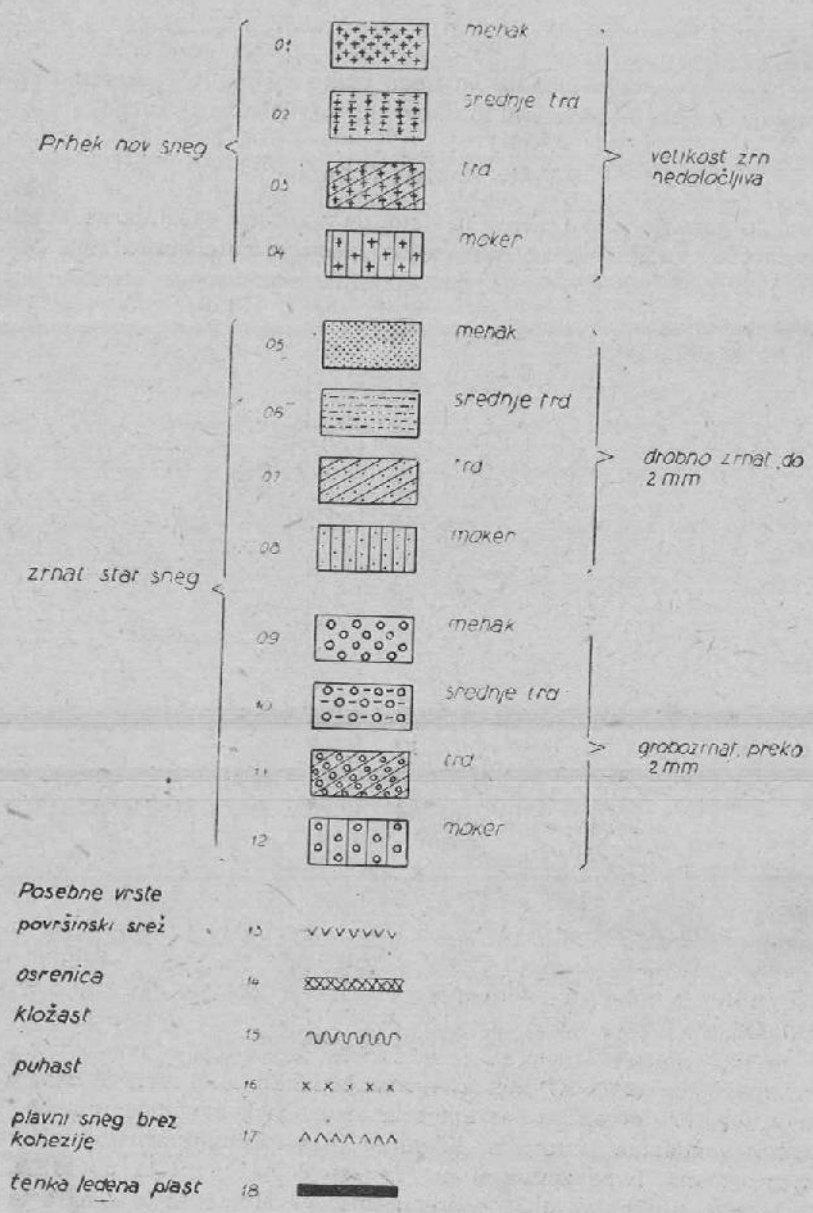 01 mehak
02 srednje trd
Prhek nov sneg
velikost zrn
nedoločljiva
03 trd
04 moker
05 mehak
06 srednje trd
07 trd
drobno zrnat, do
2 mm
08 moker
zrnat star sneg
09 mehak
10 srednje trd
11 trd
grobozrnat, preko
2 mm
12 moker
Posebne vrste
površinski srež 13
osrenica 14
kložast 15
puhast 16
plavni sneg brez
kohezije 17
tenka ledena plast 18